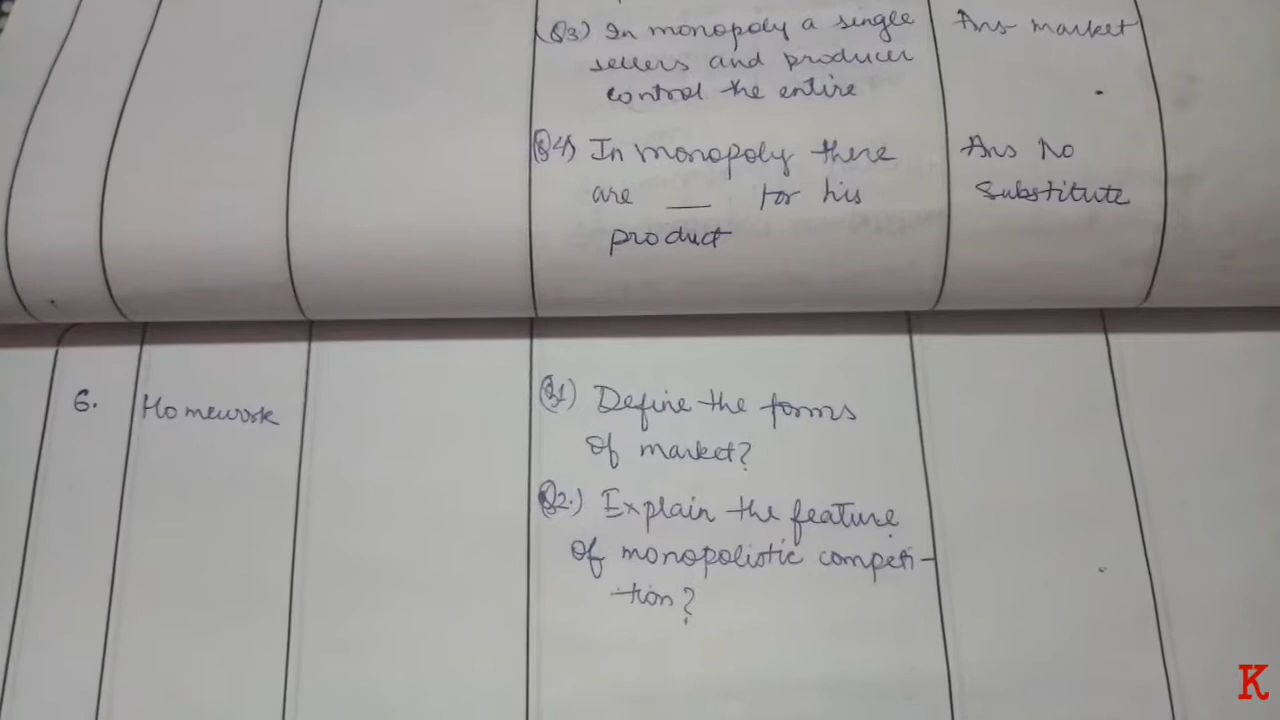 (Q3) In monopoly a single
sellers and producer
control the entire
Ans market
(Q4) In monopoly there
are __ for his
product
Ans No
Substitute
6.
Homework
(Q1) Define the forms
of market?
(Q2.) Explain the feature
of monopolistic competi-
tion?
K